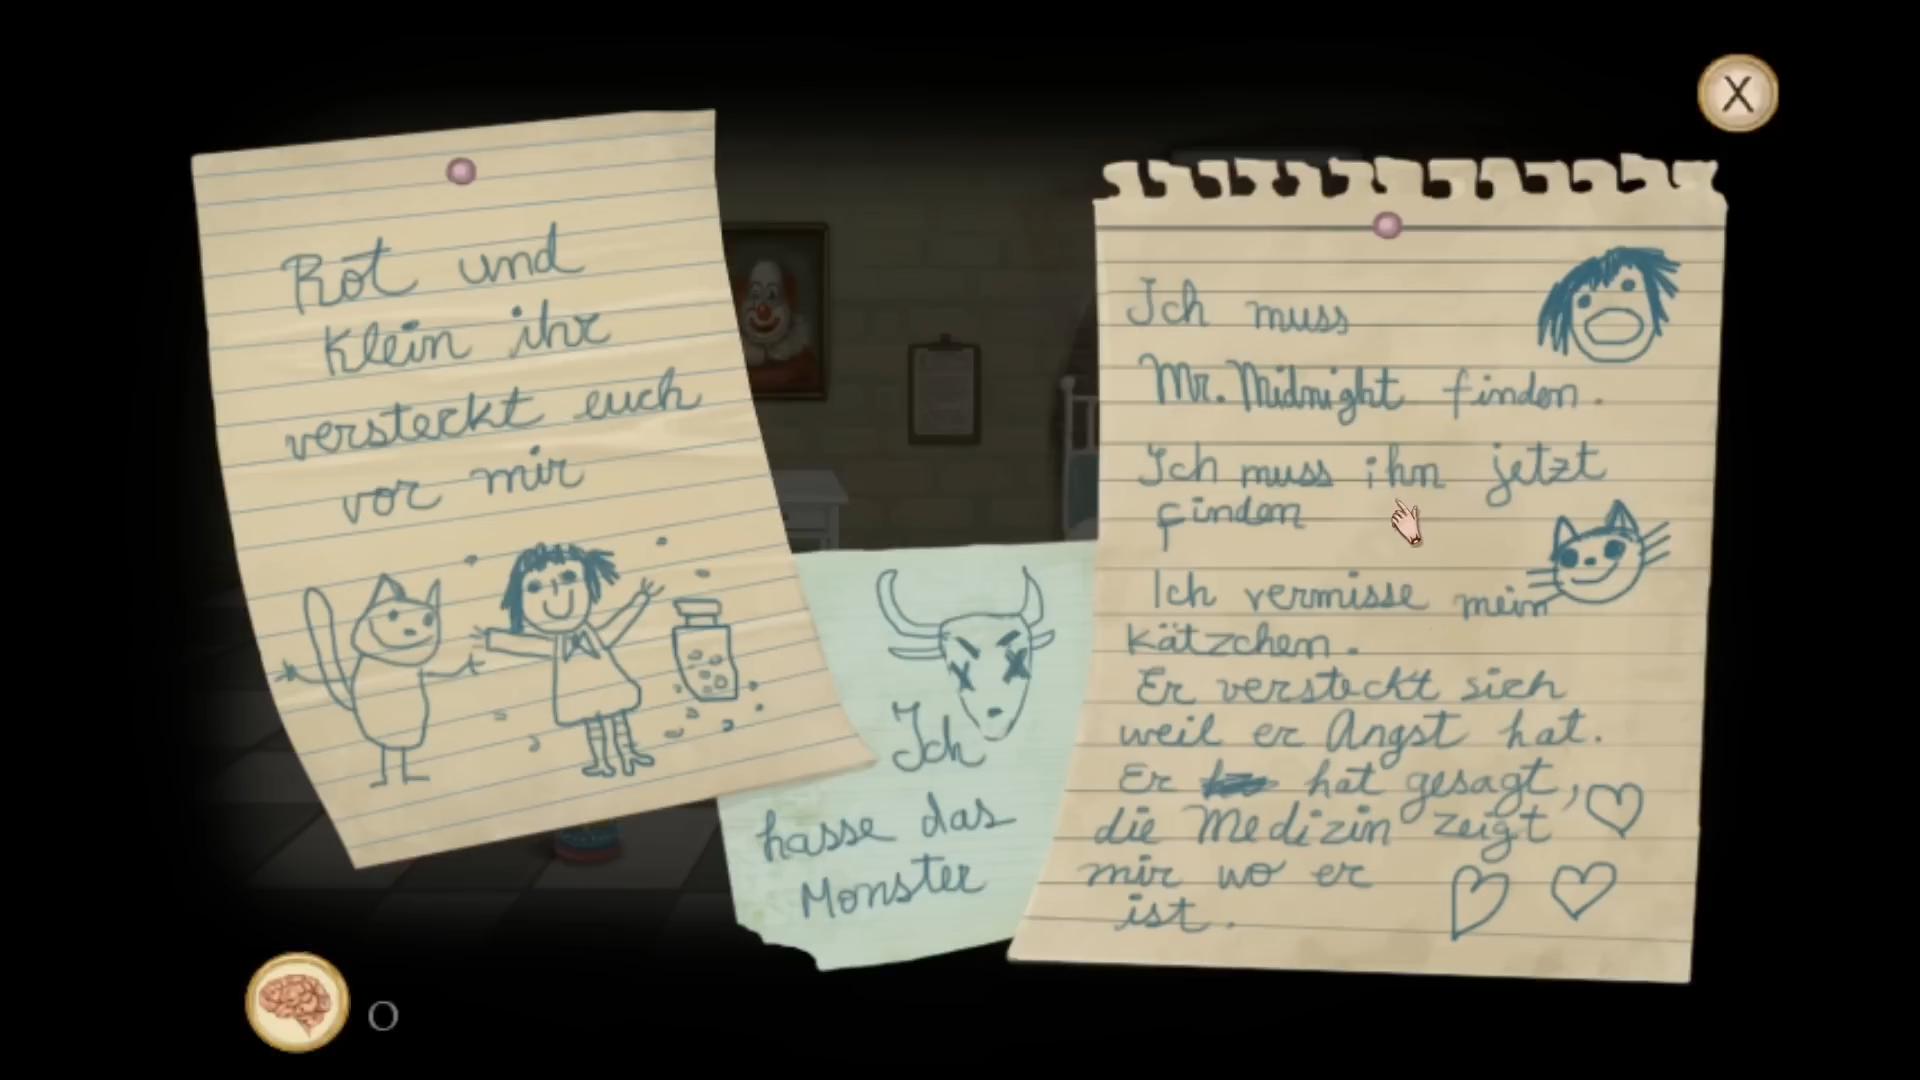 X
Rot und
Klein ihr
versteckt euch
vor mir
Ich
hasse das
Monster
Ich muss
Mr. Midnight finden.
Ich muss ihn jetzt
finden
Ich vermisse mein
kätzchen.
Er versteckt sich
weil er Angst hat.
Er hat gesagt,
die Medizin zeigt
mir wo er
ist.
0